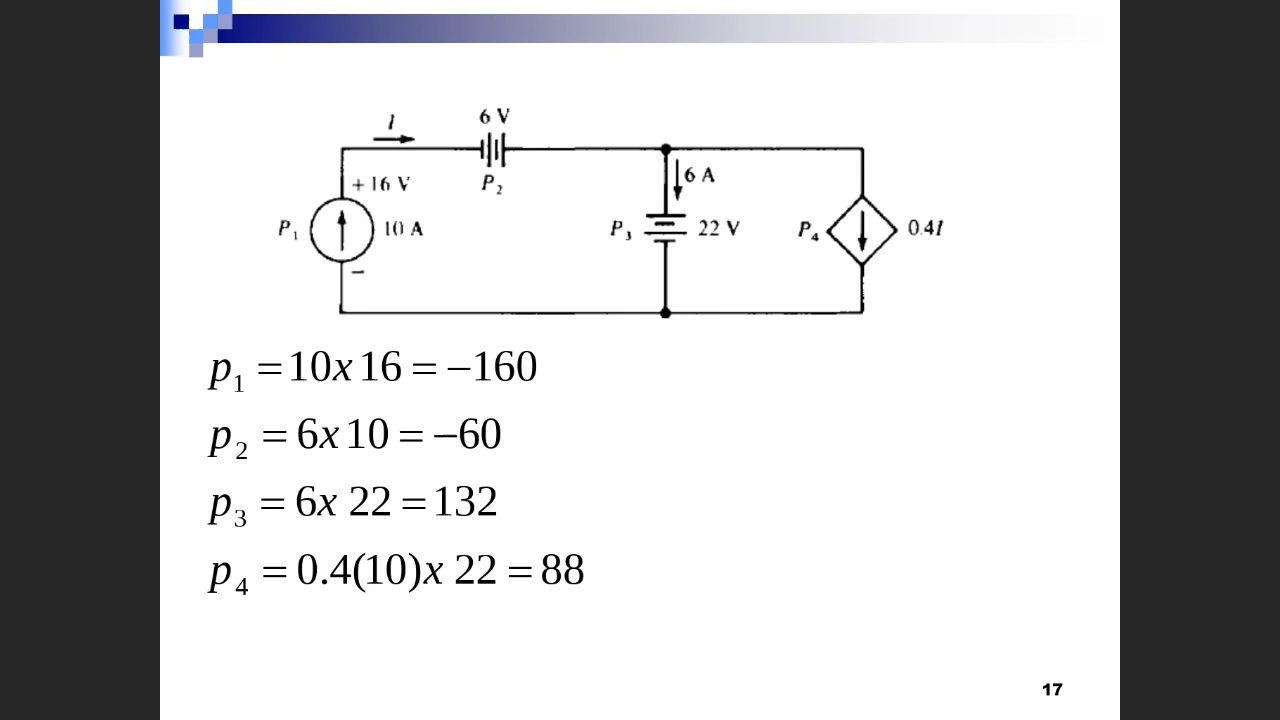 I
6 V
+ 16 V
P₂
6 A
P₁
10 A
−
P₃
22 V
P₄
0.4I
p₁ = 10x 16 = −160
p₂ = 6x 10 = −60
p₃ = 6x 22 = 132
p₄ = 0.4(10)x 22 = 88
17